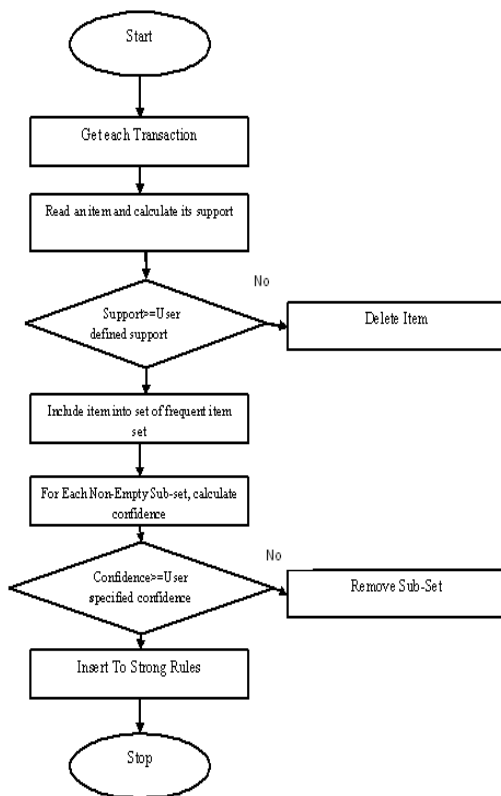 Start
Get each Transaction
Read an item and calculate its support
No
Support>=User
defined support
Delete Item
Include item into set of frequent item
set
For Each Non-Empty Sub-set, calculate
confidence
No
Confidence>=User
specified confidence
Remove Sub-Set
Insert To Strong Rules
Stop